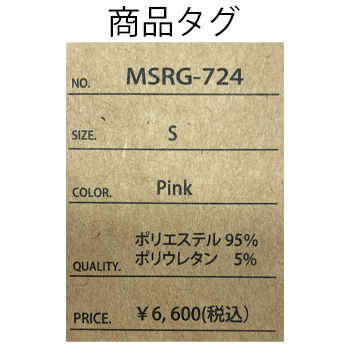 商品タグ
NO. MSRG-724
SIZE. S
COLOR. Pink
ポリエステル 95%
QUALITY. ポリウレタン 5%
PRICE. ¥6,600(税込)